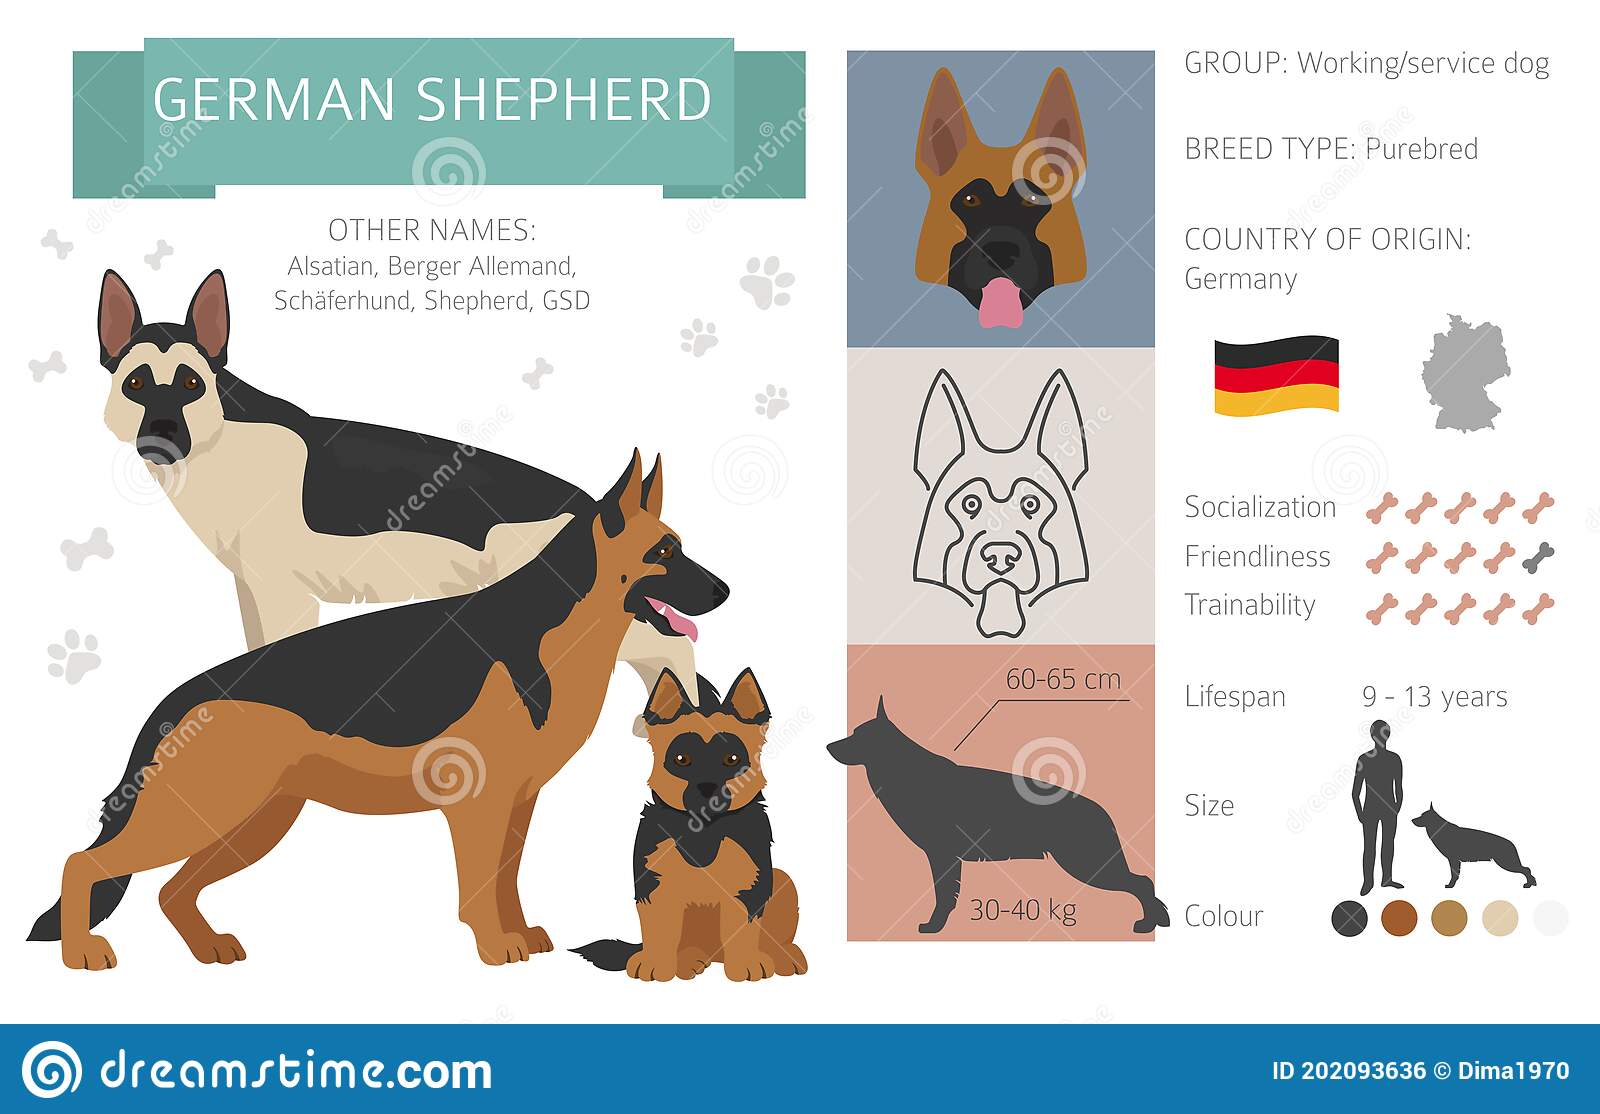 GERMAN SHEPHERD
OTHER NAMES:
Alsatian, Berger Allemand,
Schäferhund, Shepherd, GSD
60-65 cm
30-40 kg
GROUP: Working/service dog
BREED TYPE: Purebred
COUNTRY OF ORIGIN:
Germany
Socialization
Friendliness
Trainability
Lifespan 9 - 13 years
Size
Colour
dreamstime.com
ID 202093636 © Dima1970